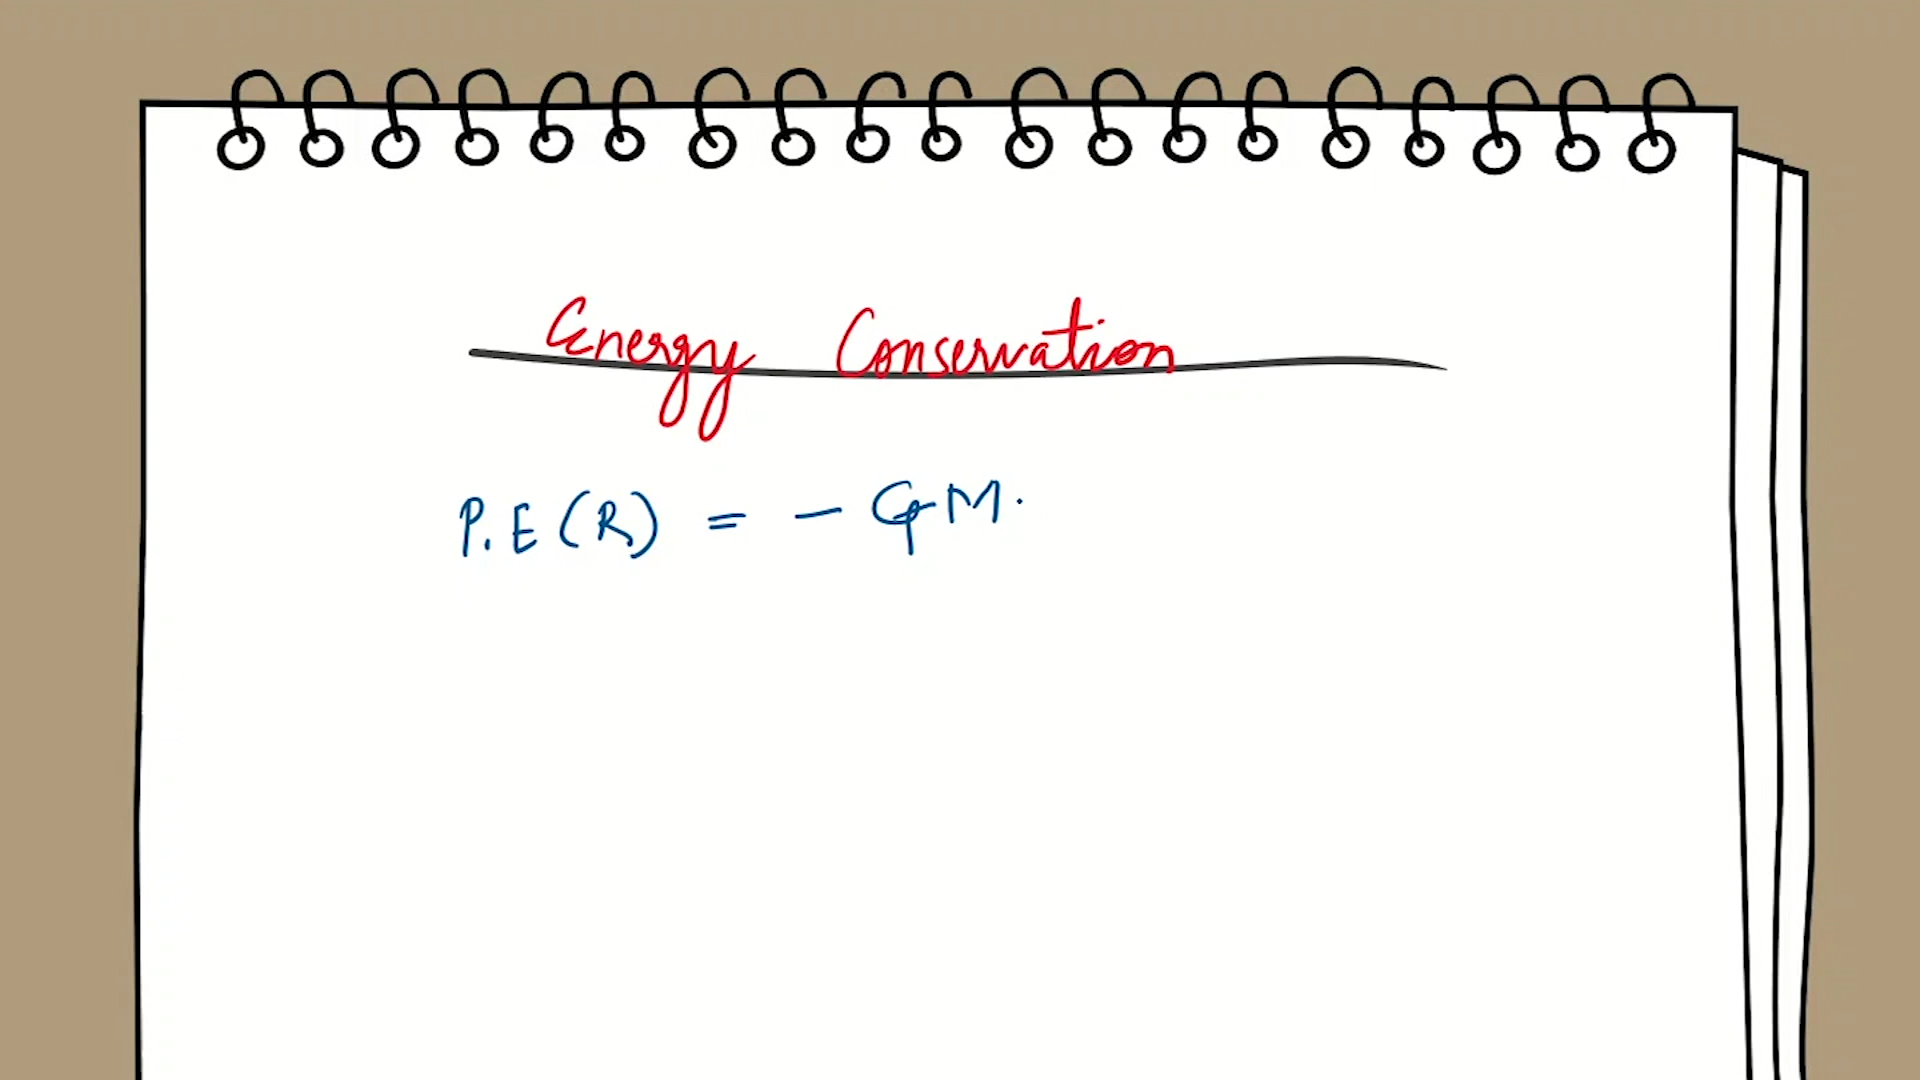 Energy Conservation
P.E (R) = - GM.